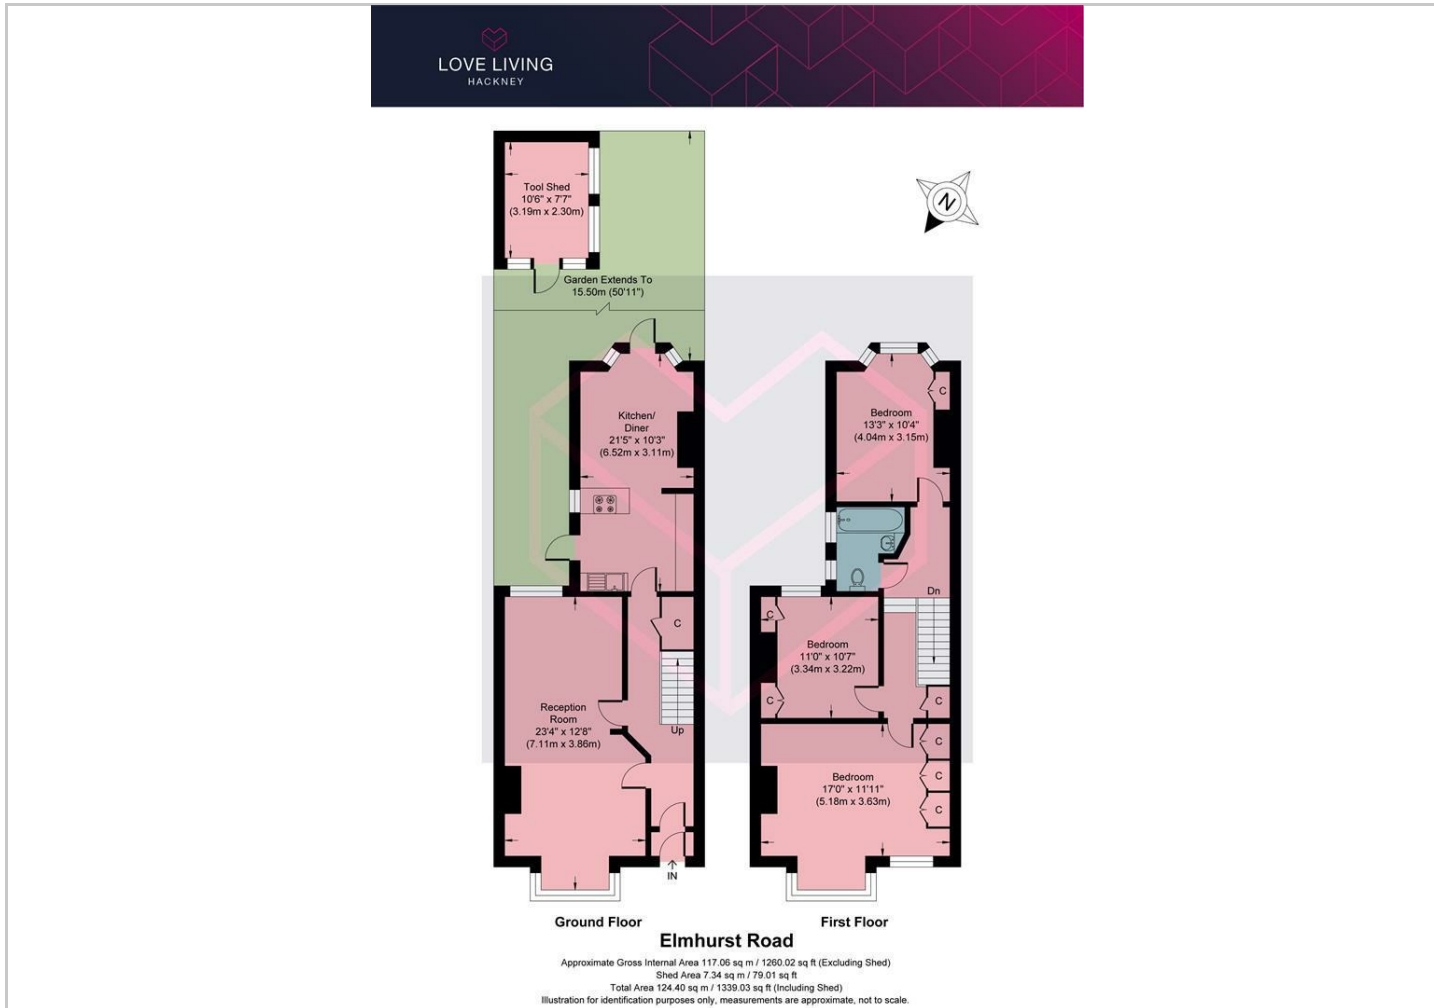 LOVE LIVING
HACKNEY
Tool Shed
10'6" x 7'7"
(3.19m x 2.30m)
N
Garden Extends To
15.50m (50'11")
Kitchen/
Diner
21'5" x 10'3"
(6.52m x 3.11m)
C
Reception
Room
23'4" x 12'8"
(7.11m x 3.86m)
Up
IN
Ground Floor
Bedroom
13'3" x 10'4"
(4.04m x 3.15m)
C
Dn
C
Bedroom
11'0" x 10'7"
(3.34m x 3.22m)
C
C
Bedroom
17'0" x 11'11"
(5.18m x 3.63m)
C
C
C
First Floor
Elmhurst Road
Approximate Gross Internal Area 117.06 sq m / 1260.02 sq ft (Excluding Shed)
Shed Area 7.34 sq m / 79.01 sq ft
Total Area 124.40 sq m / 1339.03 sq ft (Including Shed)
Illustration for identification purposes only, measurements are approximate, not to scale.